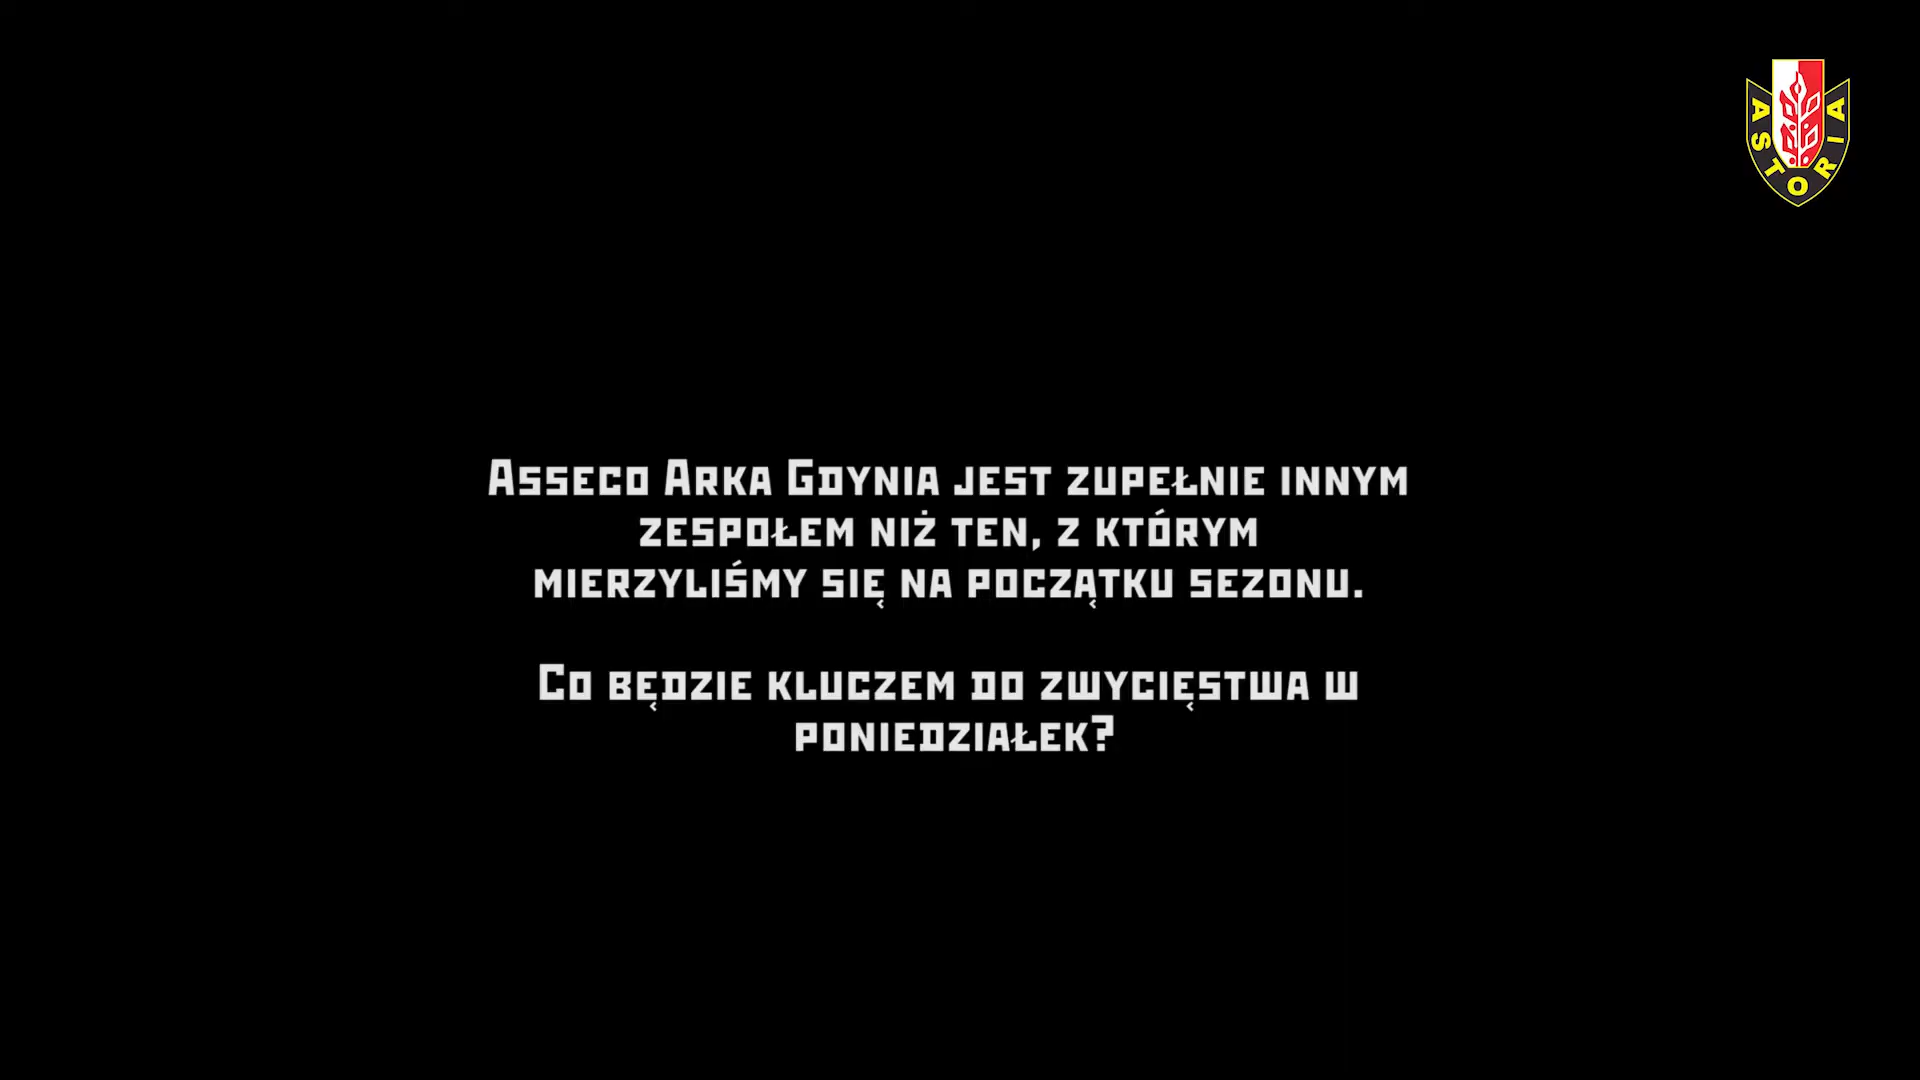 Asseco Arka Gdynia jest zupełnie innym
zespołem niż ten, z którym
mierzyliśmy się na początku sezonu.
Co będzie kluczem do zwycięstwa w
poniedziałek?
ASTORIA